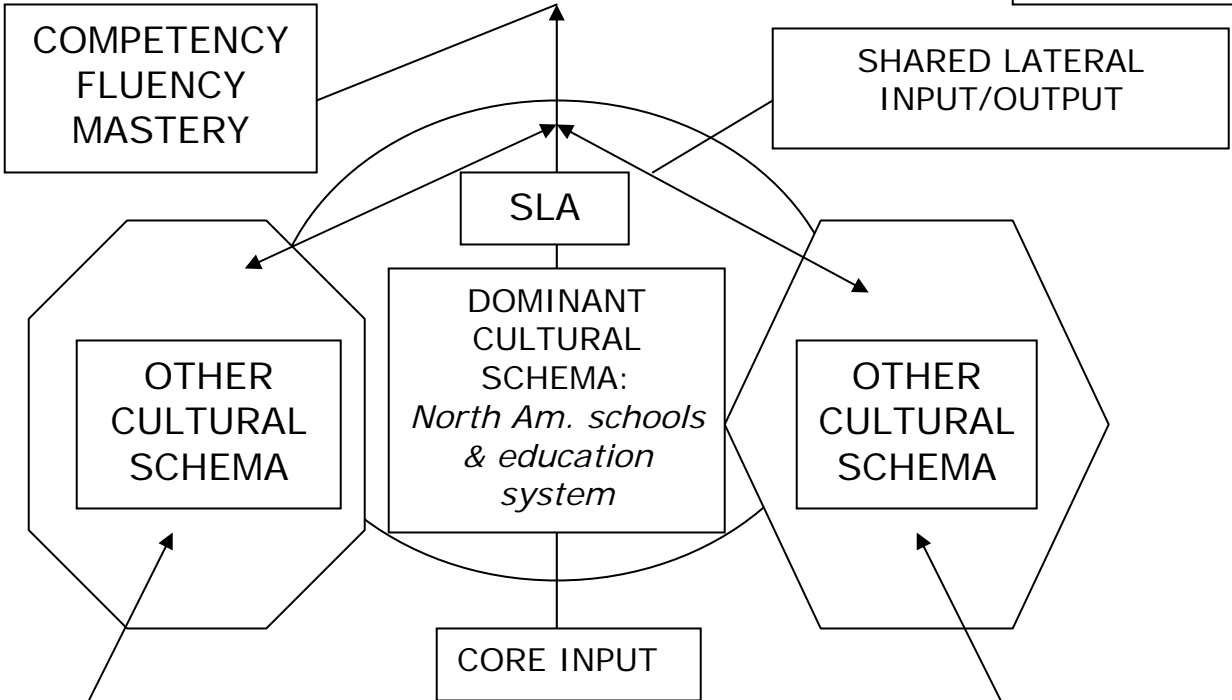 COMPETENCY
FLUENCY
MASTERY
SHARED LATERAL
INPUT/OUTPUT
SLA
OTHER
CULTURAL
SCHEMA
DOMINANT
CULTURAL
SCHEMA:
North Am. schools
& education
system
OTHER
CULTURAL
SCHEMA
CORE INPUT